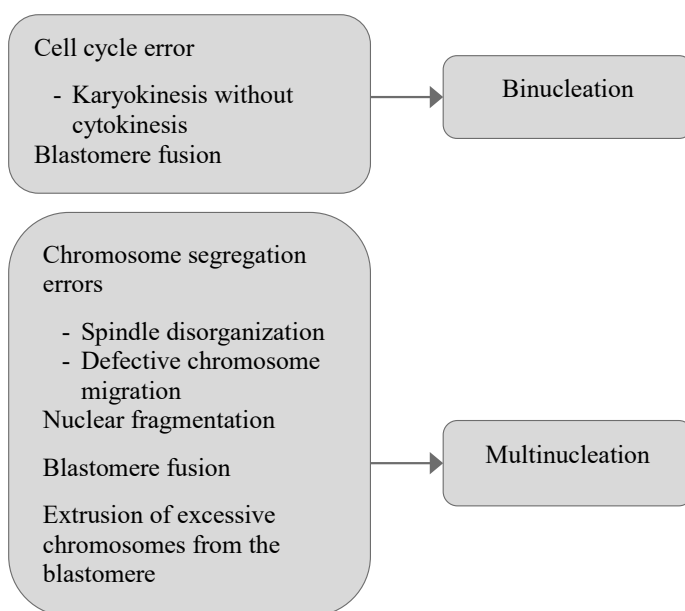 Cell cycle error
- Karyokinesis without
cytokinesis
Blastomere fusion
Binucleation
Chromosome segregation
errors
- Spindle disorganization
- Defective chromosome
migration
Nuclear fragmentation
Blastomere fusion
Extrusion of excessive
chromosomes from the
blastomere
Multinucleation